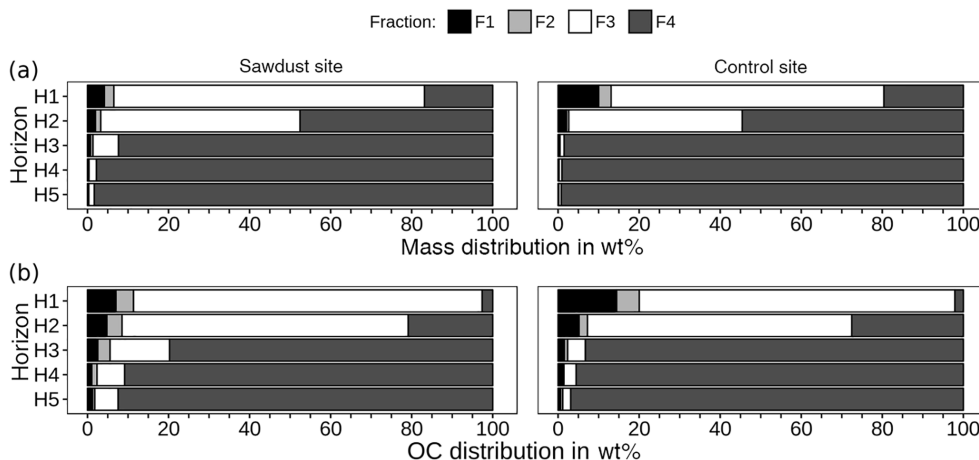 Fraction: F1 F2 F3 F4
(a)
Sawdust site Control site
Horizon
H1
H2
H3
H4
H5
0 20 40 60 80 100 0 20 40 60 80 100
Mass distribution in wt%
(b)
Horizon
H1
H2
H3
H4
H5
0 20 40 60 80 100 0 20 40 60 80 100
OC distribution in wt%